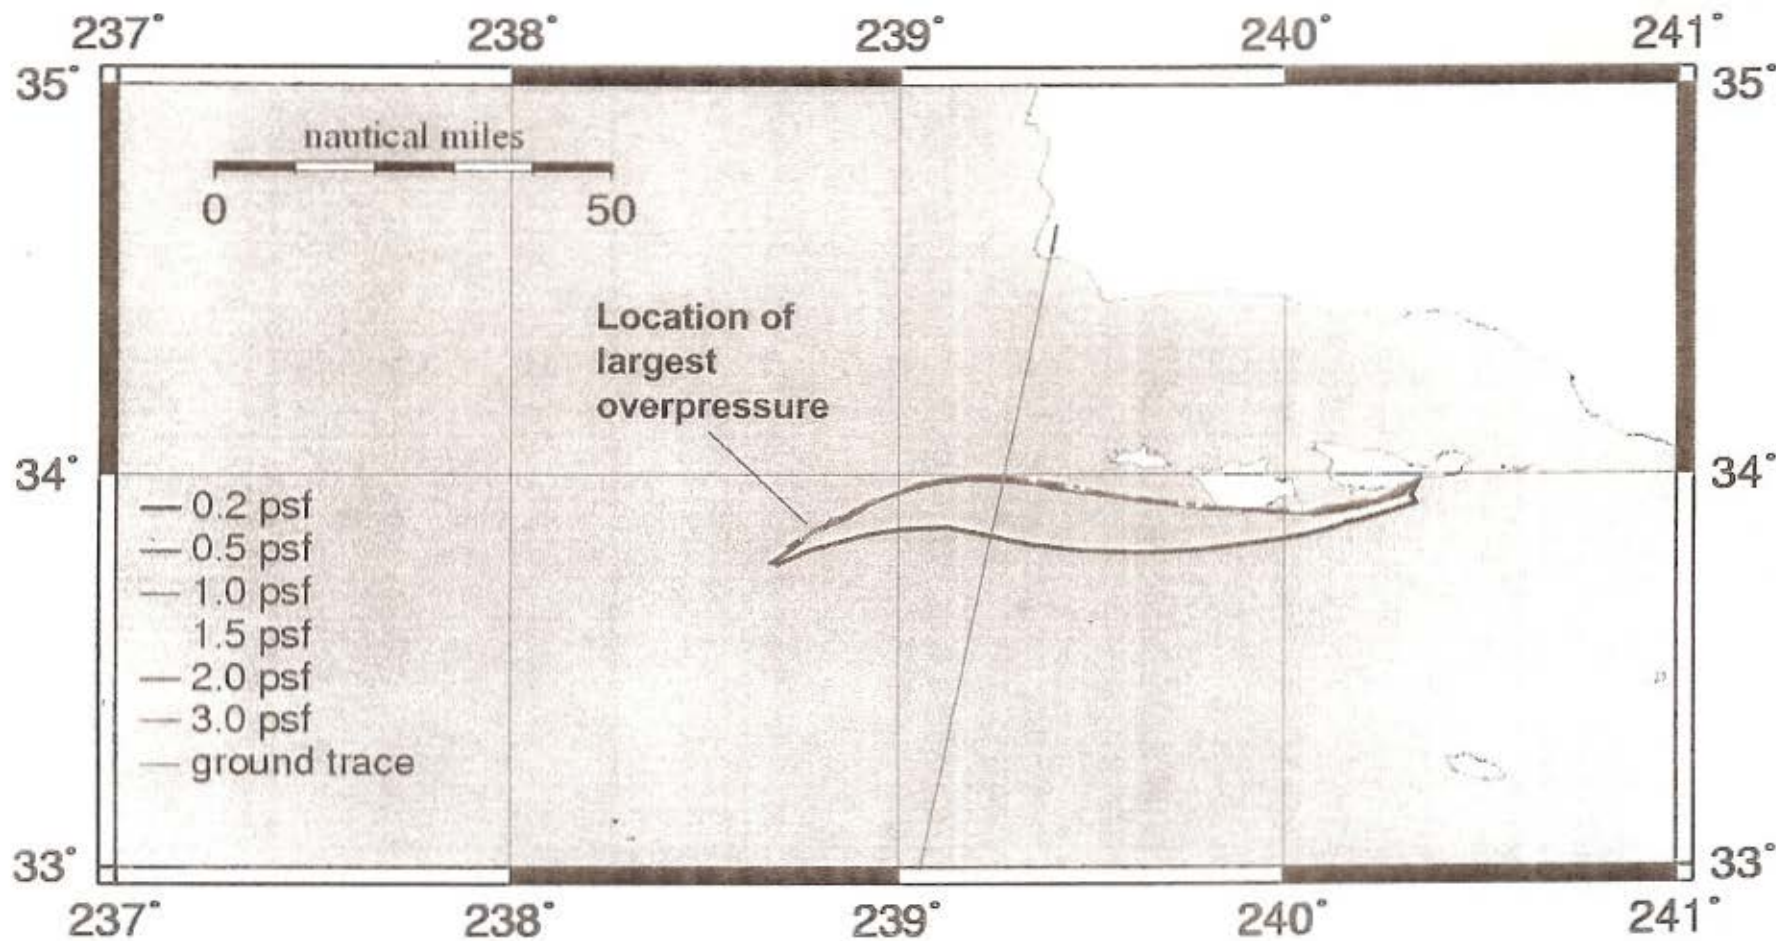 237° 238° 239° 240° 241°
35° 35°
nautical miles
0 50
Location of
largest
overpressure
34° 34°
0.2 psf
0.5 psf
1.0 psf
1.5 psf
2.0 psf
3.0 psf
ground trace
33° 33°
237° 238° 239° 240° 241°